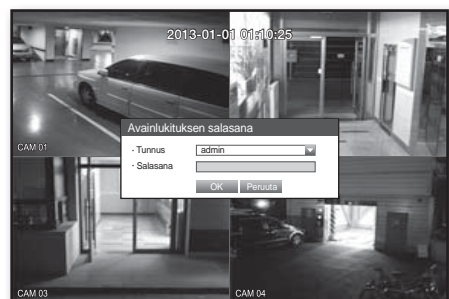 2013-01-01 01:10:25
CAM 01
Avainlukituksen salasana
- Tunnus admin
- Salasana
OK Peruuta
CAM 03 CAM 04